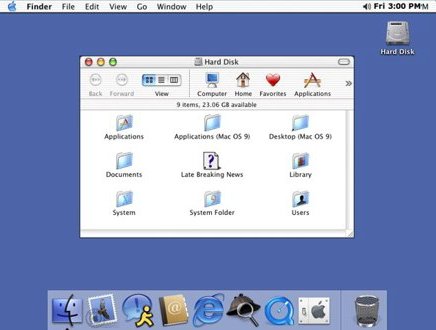 Finder File Edit View Go Window Help Fri 3:00 PM
Hard Disk
Hard Disk
Back Forward View Computer Home Favorites Applications
9 items, 23.06 GB available
Applications Applications (Mac OS 9) Desktop (Mac OS 9)
Documents Late Breaking News Library
System System Folder Users